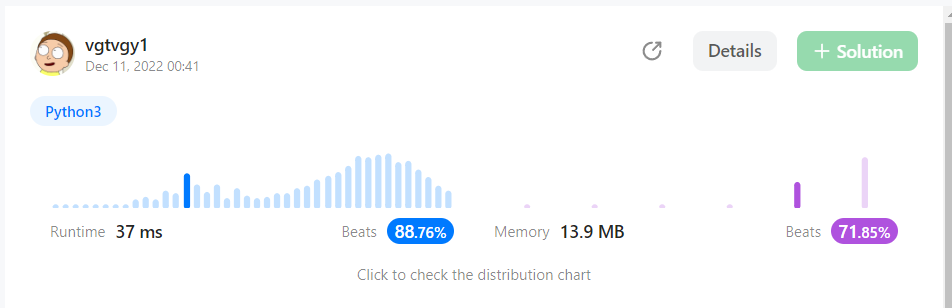 vgtvgy1
Dec 11, 2022 00:41
Details
+ Solution
Python3
Runtime 37 ms Beats 88.76% Memory 13.9 MB Beats 71.85%
Click to check the distribution chart